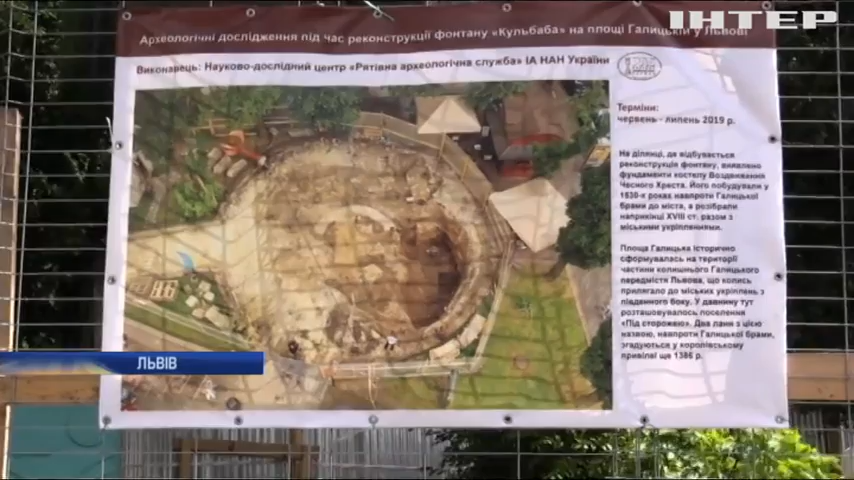 Археологічні дослідження під час реконструкції фонтану «Кульбаба» на площі Галицькій у Львові
ІНТЕР
Виконавець: Науково-дослідний центр «Рятівна археологічна служба» ІА НАН України
Терміни:
червень - липень 2019 р.
На ділянці, де відбувається
реконструкція фонтану, виявлено
фундаменти костелу Воздвиження
Чесного Хреста. Його побудували у
1630-х роках навпроти Галицької
брами до міста, а розібрали
наприкінці XVIII ст. разом з
міськими укріпленнями.
Площа Галицька історично
сформувалась на території
частини колишнього Галицького
передмістя Львова, що колись
прилягало до міських укріплень з
південного боку. У давнину тут
розташовувалось поселення
«Під сторожею». Два лани з цією
назвою, навпроти Галицької брами,
згадуються у королівському
привілеї ще 1386 р.
ЛЬВІВ